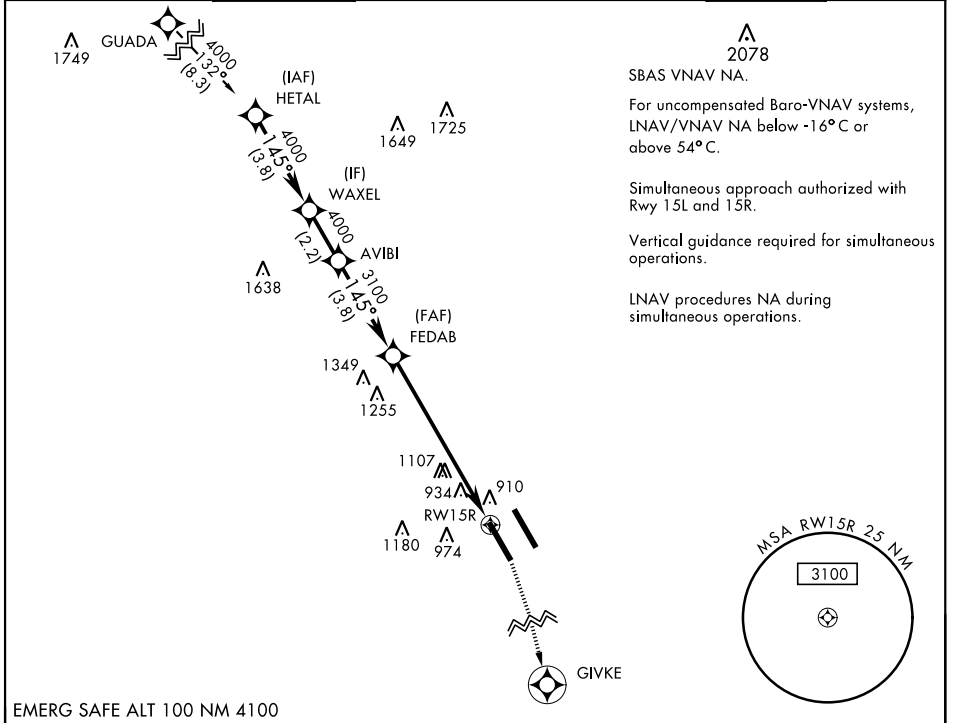 1749
GUADA
4000
132°
(8.3)
(IAF)
HETAL
4000
145°
(3.8)
1649
1725
(IF)
WAXEL
4000
(2.2)
AVIBI
1638
3100
145°
(3.8)
(FAF)
FEDAB
1349
1255
1107
934
910
RW15R
1180
974
GIVKE
2078
SBAS VNAV NA.
For uncompensated Baro-VNAV systems,
LNAV/VNAV NA below -16°C or
above 54°C.
Simultaneous approach authorized with
Rwy 15L and 15R.
Vertical guidance required for simultaneous
operations.
LNAV procedures NA during
simultaneous operations.
MSA RW15R 25 NM
3100
EMERG SAFE ALT 100 NM 4100